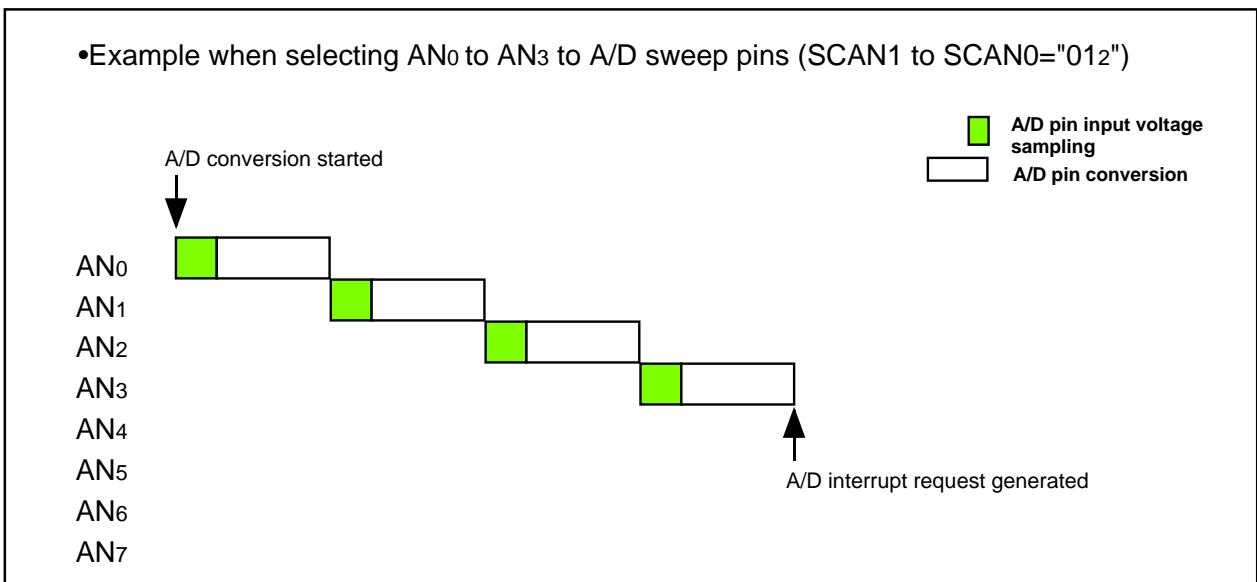 •Example when selecting AN0 to AN3 to A/D sweep pins (SCAN1 to SCAN0="012")
A/D pin input voltage
sampling
A/D pin conversion
A/D conversion started
AN0
AN1
AN2
AN3
AN4
AN5
AN6
AN7
A/D interrupt request generated